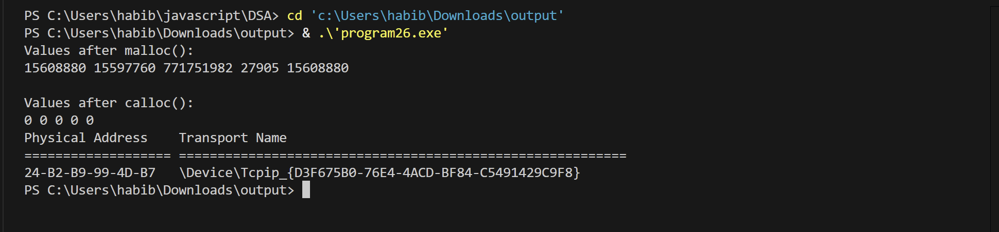 PS C:\Users\habib\javascript\DSA> cd 'c:\Users\habib\Downloads\output'
PS C:\Users\habib\Downloads\output> & .\'program26.exe'
Values after malloc():
15608880 15597760 771751982 27905 15608880

Values after calloc():
0 0 0 0 0
Physical Address    Transport Name
=================== ==========================================================
24-B2-B9-99-4D-B7   \Device\Tcpip_{D3F675B0-76E4-4ACD-BF84-C5491429C9F8}
PS C:\Users\habib\Downloads\output>